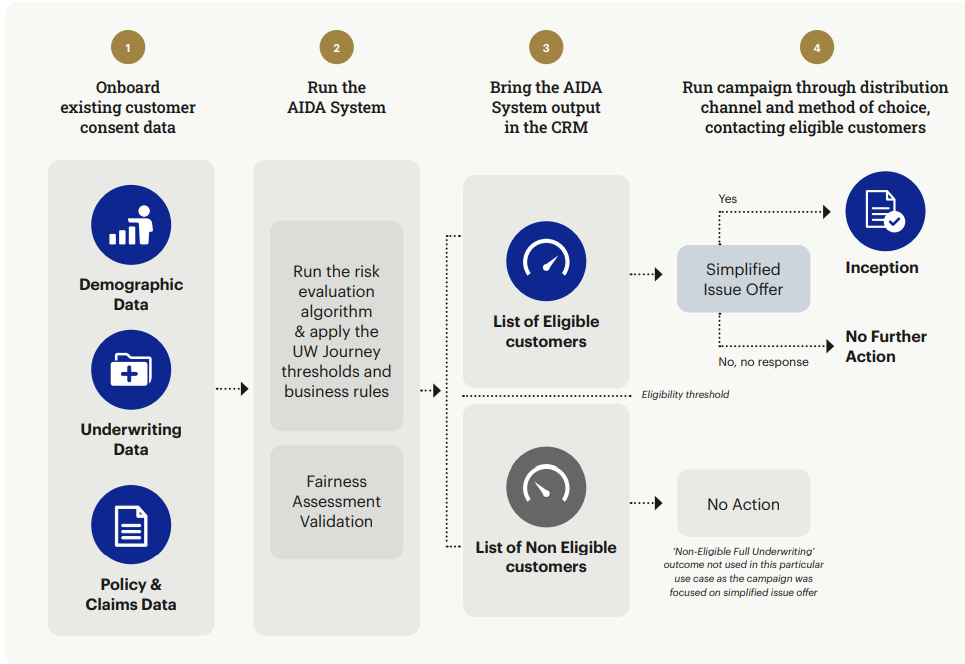 1
Onboard
existing customer
consent data
2
Run the
AIDA System
3
Bring the AIDA
System output
in the CRM
4
Run campaign through distribution
channel and method of choice,
contacting eligible customers
Demographic
Data
Underwriting
Data
Policy &
Claims Data
Run the risk
evaluation
algorithm
& apply the
UW Journey
thresholds and
business rules
Fairness
Assessment
Validation
List of Eligible
customers
Eligibility threshold
List of Non Eligible
customers
Simplified
Issue Offer
Yes
Inception
No, no response
No Further
Action
No Action
'Non-Eligible Full Underwriting'
outcome not used in this particular
use case as the campaign was
focused on simplified issue offer